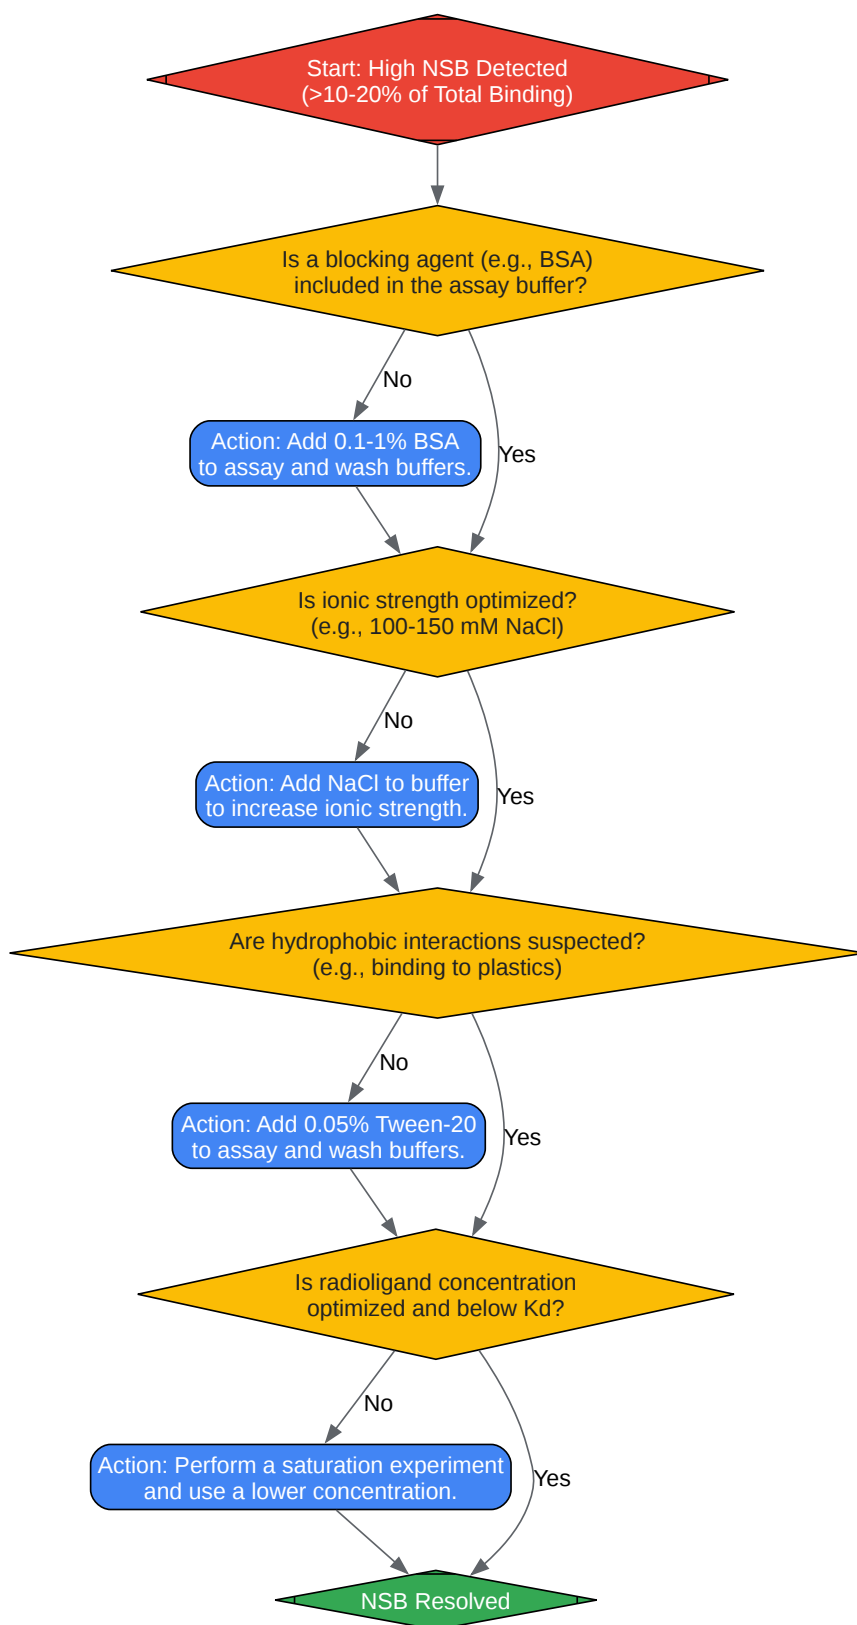 Start: High NSB Detected
(>10-20% of Total Binding)
Is a blocking agent (e.g., BSA)
included in the assay buffer?
No
Action: Add 0.1-1% BSA
to assay and wash buffers.
Yes
Is ionic strength optimized?
(e.g., 100-150 mM NaCl)
No
Action: Add NaCl to buffer
to increase ionic strength.
Yes
Are hydrophobic interactions suspected?
(e.g., binding to plastics)
No
Action: Add 0.05% Tween-20
to assay and wash buffers.
Yes
Is radioligand concentration
optimized and below Kd?
No
Action: Perform a saturation experiment
and use a lower concentration.
Yes
NSB Resolved